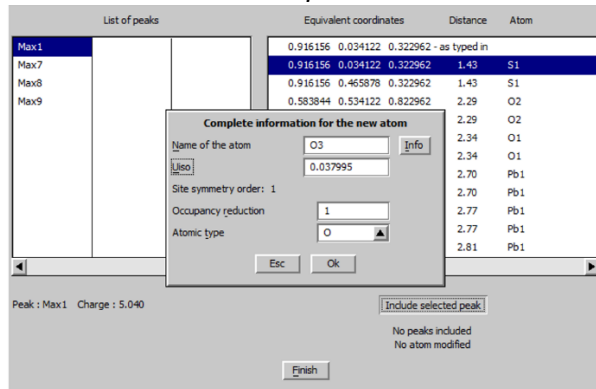 List of peaks Equivalent coordinates Distance Atom
Max1 0.916156 0.034122 0.322962 - as typed in
Max7 0.916156 0.034122 0.322962 1.43 S1
Max8 0.916156 0.465878 0.322962 1.43 S1
Max9 0.583844 0.534122 0.822962 2.29 O2
2.29 O2
2.34 O1
2.34 O1
2.70 Pb1
2.70 Pb1
2.77 Pb1
2.77 Pb1
2.81 Pb1
Complete information for the new atom
Name of the atom O3 Info
Uiso 0.037995
Site symmetry order: 1
Occupancy reduction 1
Atomic type O
Esc Ok
Peak : Max1 Charge : 5.040 Include selected peak
No peaks included
No atom modified
Finish